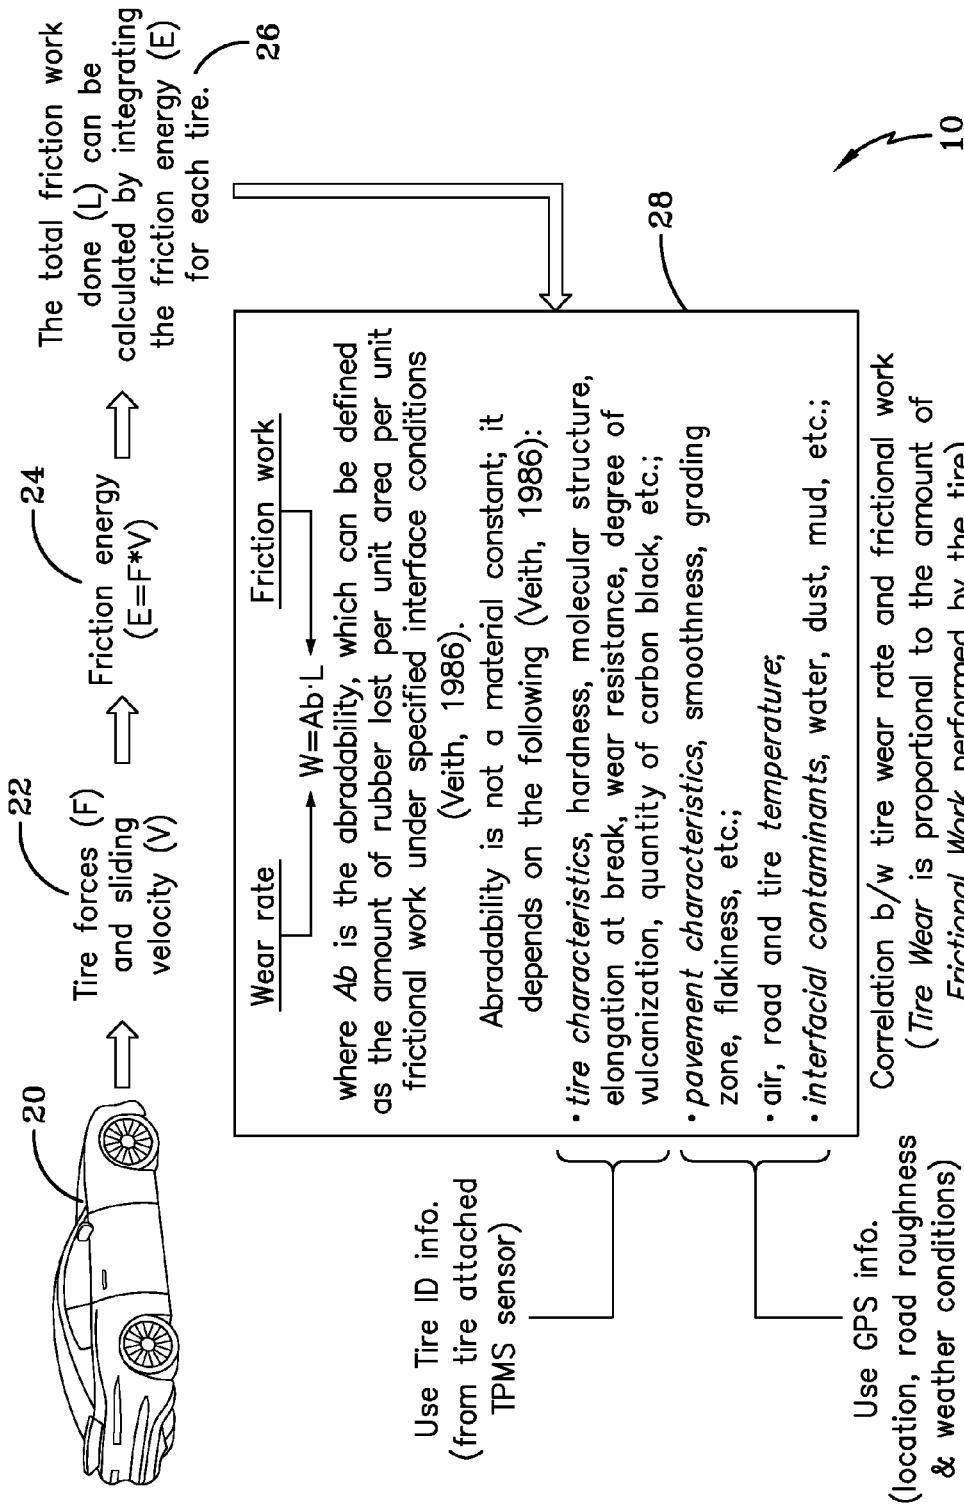 20
Tire forces (F)
and sliding
velocity (V)
22
Friction energy
(E=F*V)
24
The total friction work
done (L) can be
calculated by integrating
the friction energy (E)
for each tire.
26
Wear rate
Friction work
W=Ab·L
where Ab is the abradability, which can be defined
as the amount of rubber lost per unit area per unit
frictional work under specified interface conditions
(Veith, 1986).
Abradability is not a material constant; it
depends on the following (Veith, 1986):
• tire characteristics, hardness, molecular structure,
elongation at break, wear resistance, degree of
vulcanization, quantity of carbon black, etc.;
• pavement characteristics, smoothness, grading
zone, flakiness, etc.;
• air, road and tire temperature;
• interfacial contaminants, water, dust, mud, etc.;
28
Use Tire ID info.
(from tire attached
TPMS sensor)
Use GPS info.
(location, road roughness
& weather conditions)
Correlation b/w tire wear rate and frictional work
(Tire Wear is proportional to the amount of
Frictional Work performed by the tire)
10